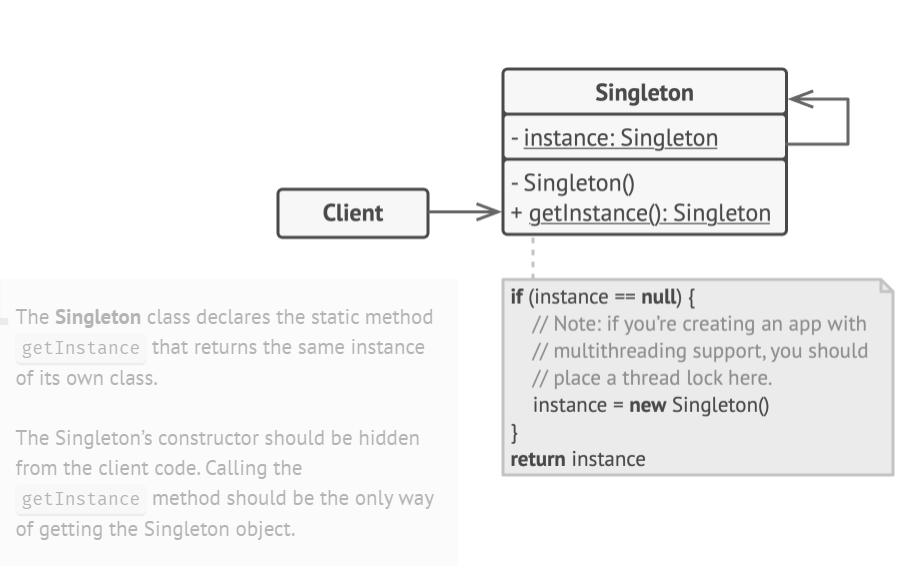 Singleton
- instance: Singleton
- Singleton()
+ getInstance(): Singleton
Client
if (instance == null) {
// Note: if you're creating an app with
// multithreading support, you should
// place a thread lock here.
instance = new Singleton()
}
return instance
The Singleton class declares the static method
getInstance that returns the same instance
of its own class.
The Singleton’s constructor should be hidden
from the client code. Calling the
getInstance method should be the only way
of getting the Singleton object.